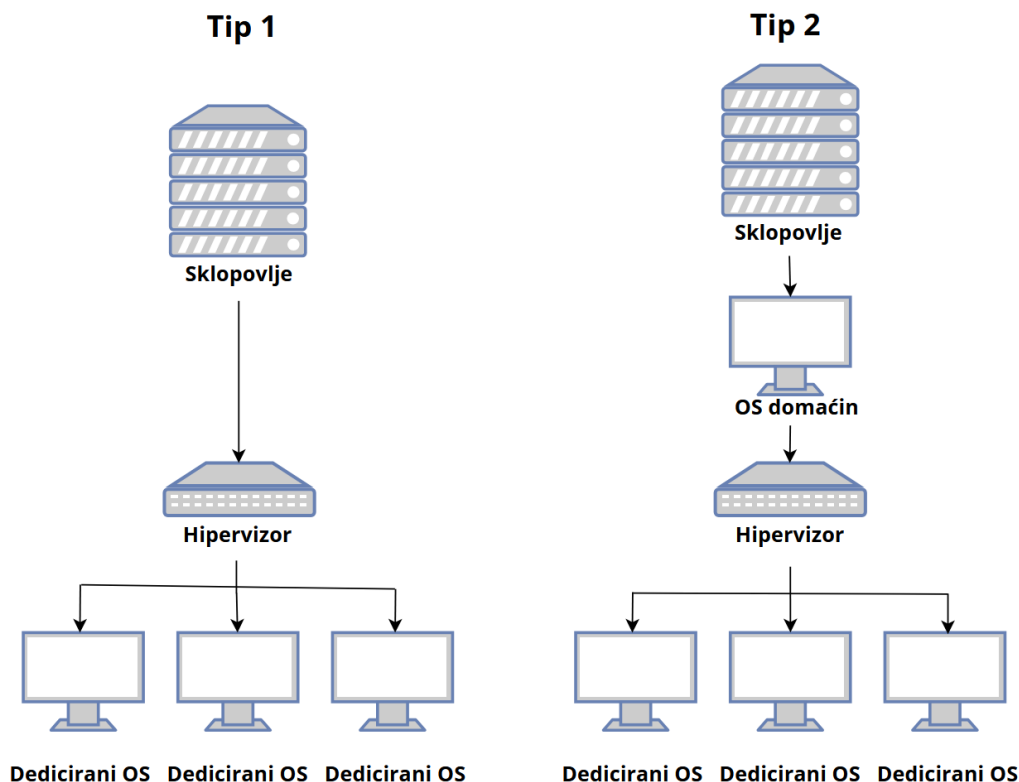 Tip 1
Tip 2
Sklopovlje
Sklopovlje
OS domaćin
Hipervizor
Hipervizor
Dedicirani OS
Dedicirani OS
Dedicirani OS
Dedicirani OS
Dedicirani OS
Dedicirani OS